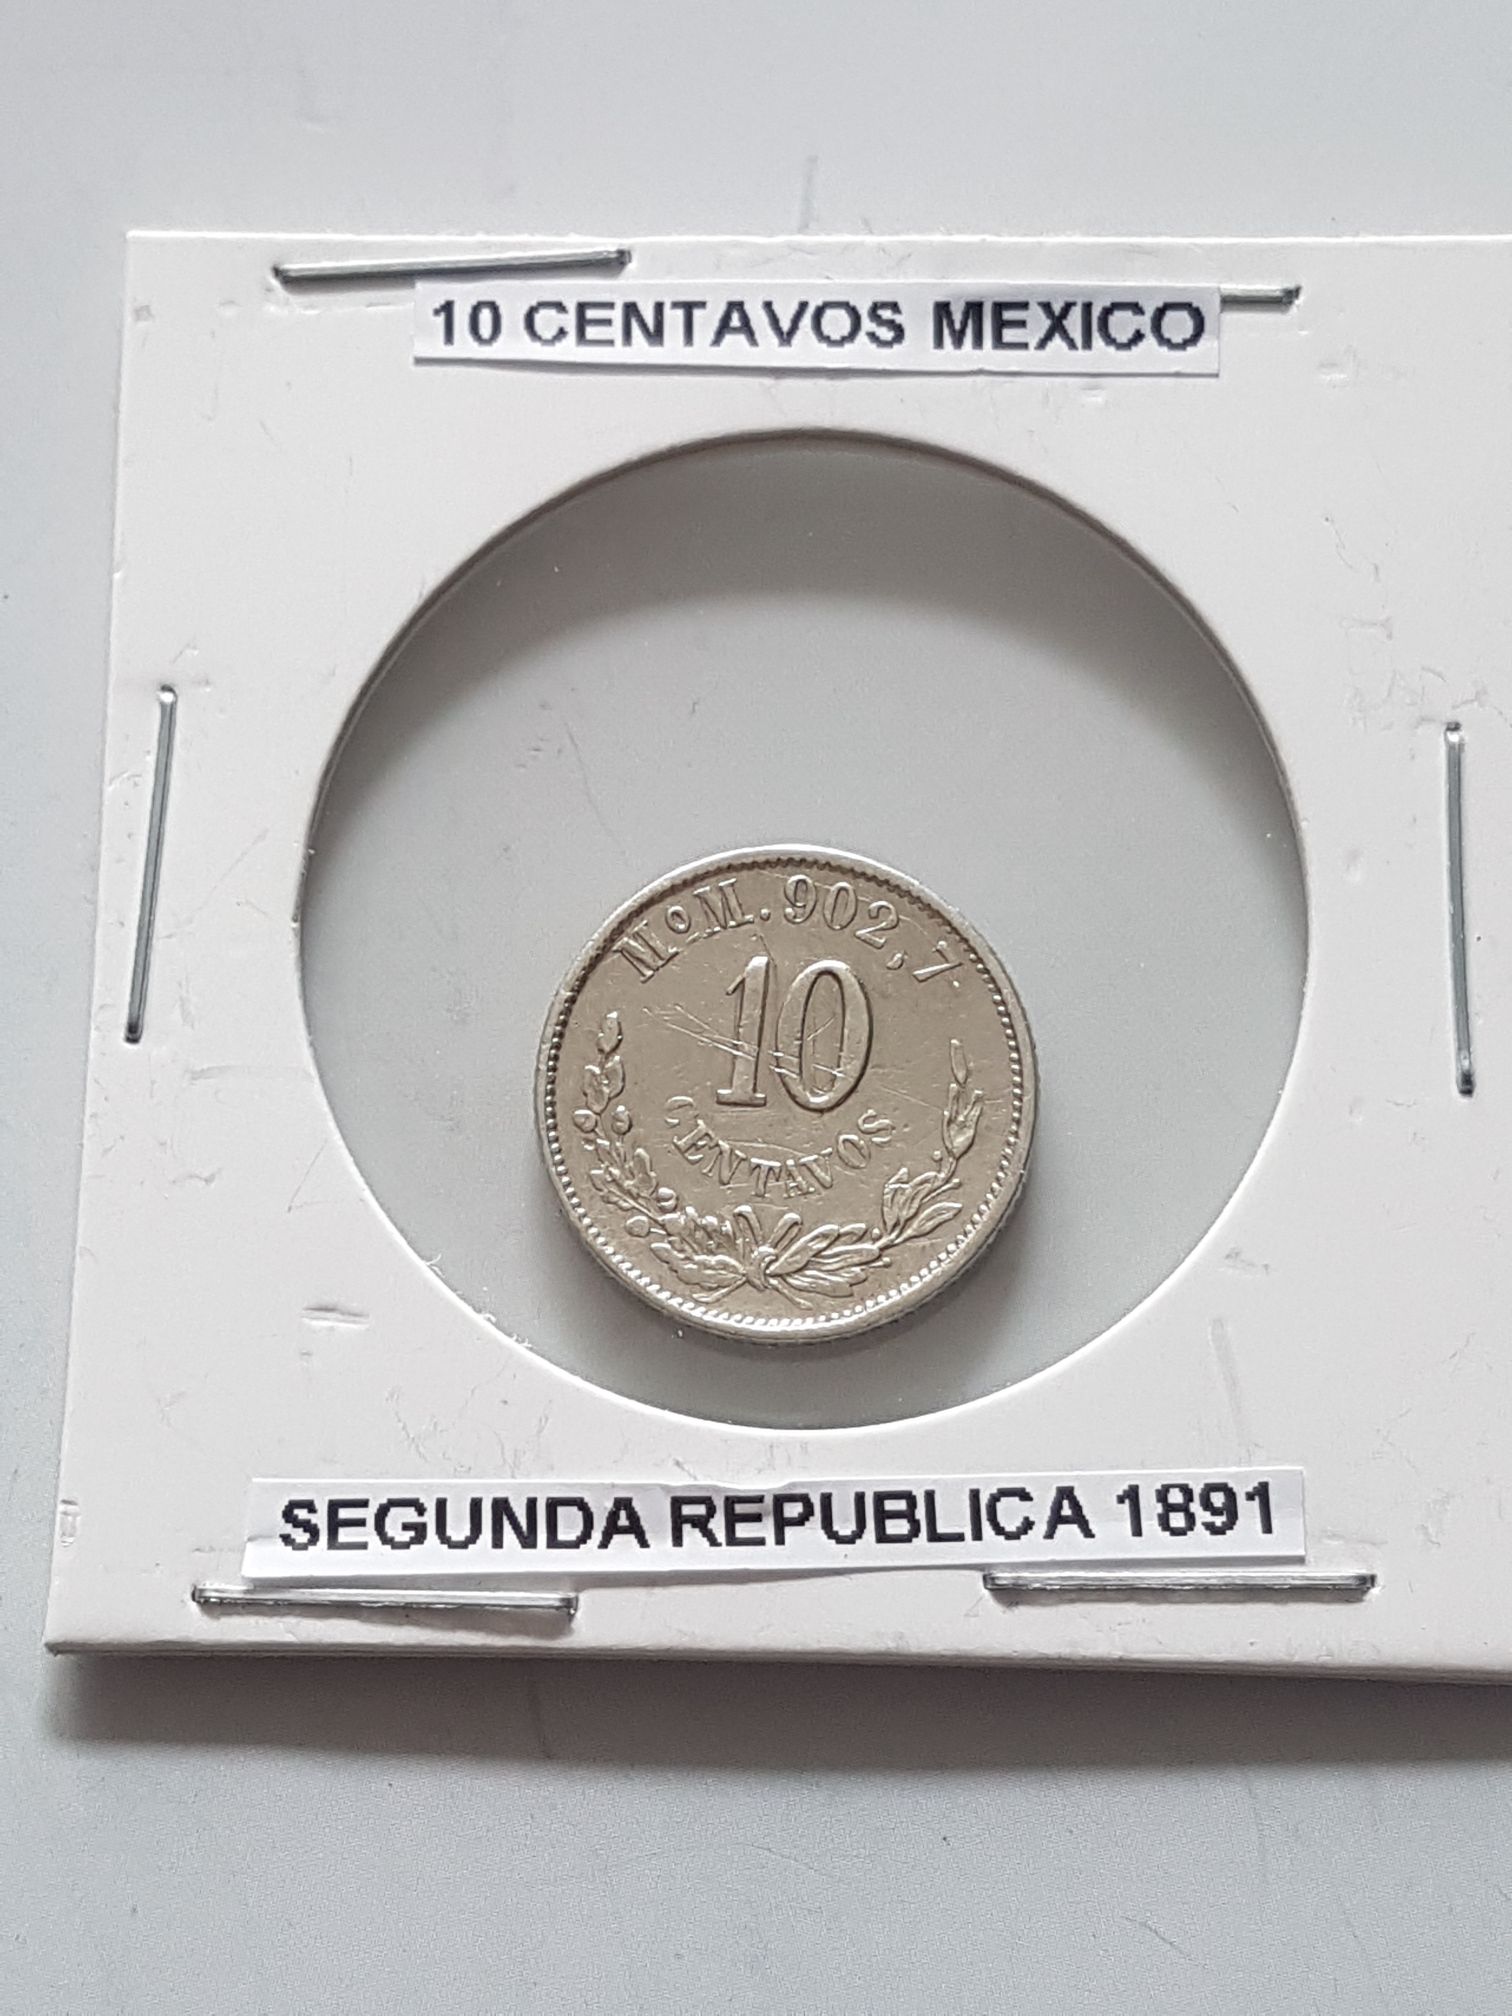 10 CENTAVOS MEXICO
MºM. 902,7.
10
CENTAVOS
SEGUNDA REPUBLICA 1891